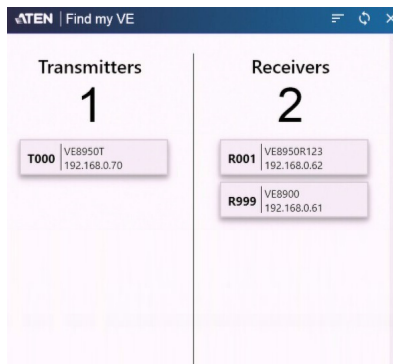 ATEN | Find my VE
Transmitters
1
T000 | VE8950T
192.168.0.70
Receivers
2
R001 | VE8950R123
192.168.0.62
R999 | VE8900
192.168.0.61